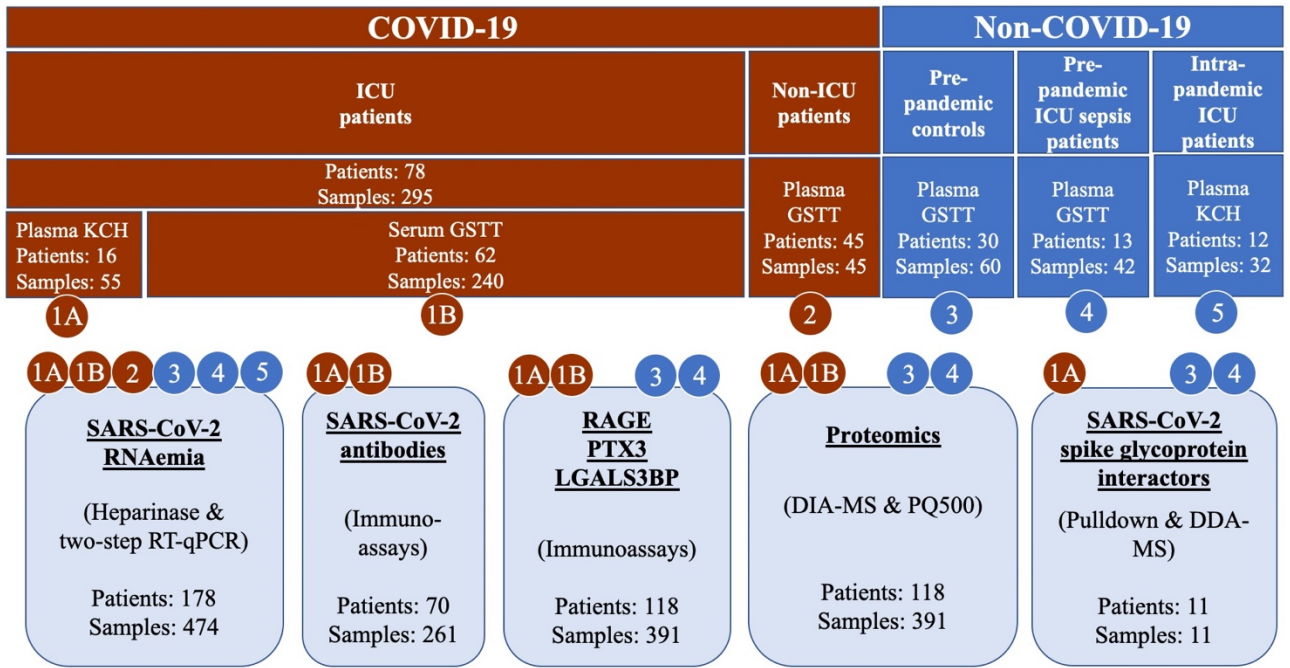 COVID-19
Non-COVID-19
ICU
patients
Non-ICU
patients
Pre-
pandemic
controls
Pre-
pandemic
ICU sepsis
patients
Intra-
pandemic
ICU
patients
Patients: 78
Samples: 295
Plasma KCH
Patients: 16
Samples: 55
Serum GSTT
Patients: 62
Samples: 240
Plasma
GSTT
Patients: 45
Samples: 45
Plasma
GSTT
Patients: 30
Samples: 60
Plasma
GSTT
Patients: 13
Samples: 42
Plasma
KCH
Patients: 12
Samples: 32
1A
1B
2
3
4
5
1A 1B 2 3 4 5
SARS-CoV-2
RNAemia
(Heparinase &
two-step RT-qPCR)
Patients: 178
Samples: 474
1A 1B
SARS-CoV-2
antibodies
(Immuno-
assays)
Patients: 70
Samples: 261
1A 1B 3 4
RAGE
PTX3
LGALS3BP
(Immunoassays)
Patients: 118
Samples: 391
1A 1B 3 4
Proteomics
(DIA-MS & PQ500)
Patients: 118
Samples: 391
1A 3 4
SARS-CoV-2
spike glycoprotein
interactors
(Pulldown & DDA-
MS)
Patients: 11
Samples: 11